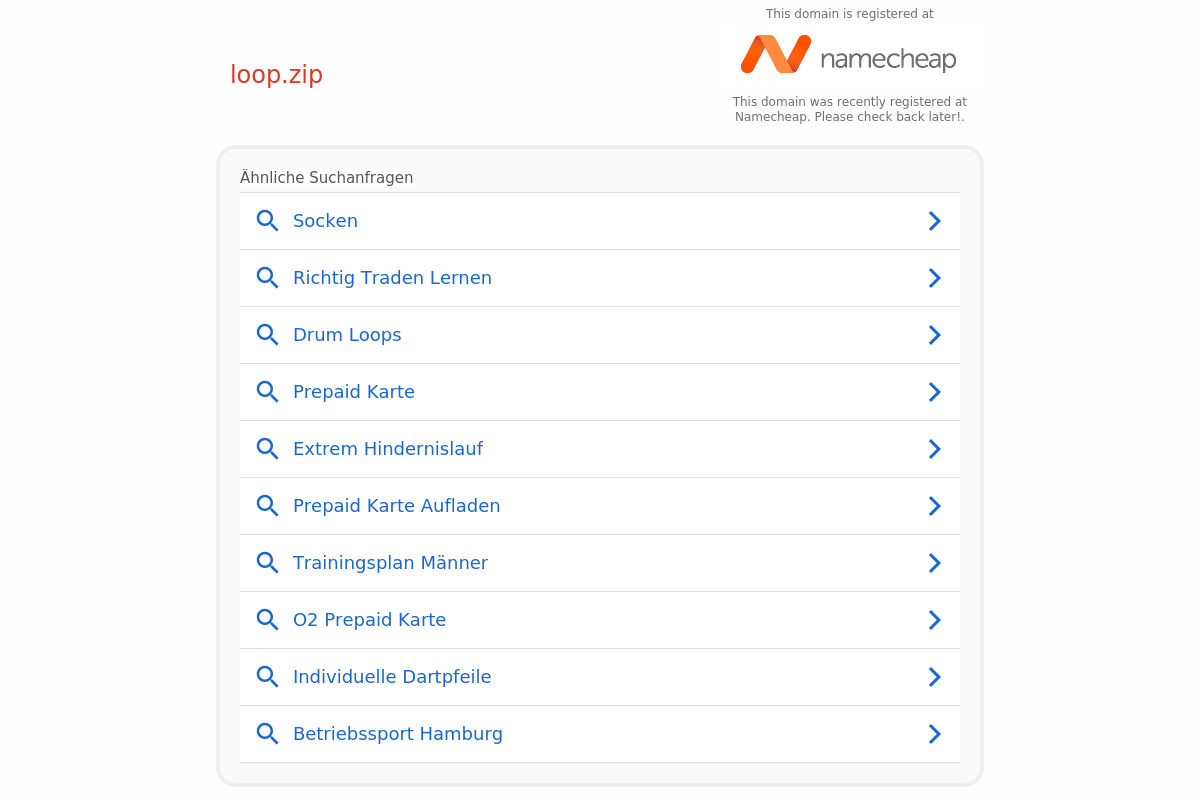 This domain is registered at
namecheap
loop.zip
This domain was recently registered at
Namecheap. Please check back later!.
Ähnliche Suchanfragen
Socken
Richtig Traden Lernen
Drum Loops
Prepaid Karte
Extrem Hindernislauf
Prepaid Karte Aufladen
Trainingsplan Männer
O2 Prepaid Karte
Individuelle Dartpfeile
Betriebssport Hamburg